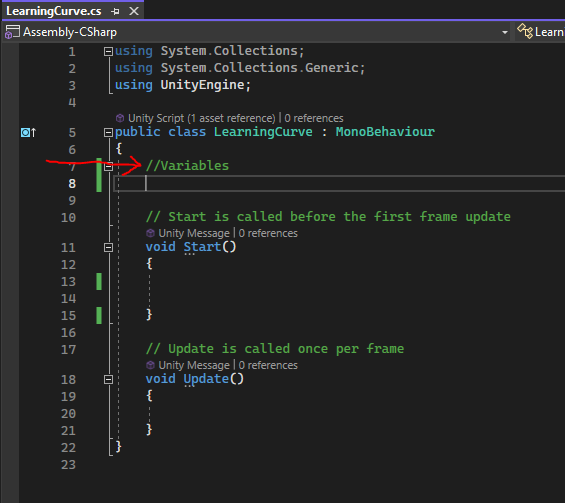 LearningCurve.cs
Assembly-CSharp
Learn
1 using System.Collections;
2 using System.Collections.Generic;
3 using UnityEngine;
4
Unity Script (1 asset reference) | 0 references
5 public class LearningCurve : MonoBehaviour
6 {
7 //Variables
8
9
10 // Start is called before the first frame update
Unity Message | 0 references
11 void Start()
12 {
13
14
15 }
16
17 // Update is called once per frame
Unity Message | 0 references
18 void Update()
19 {
20
21 }
22 }
23